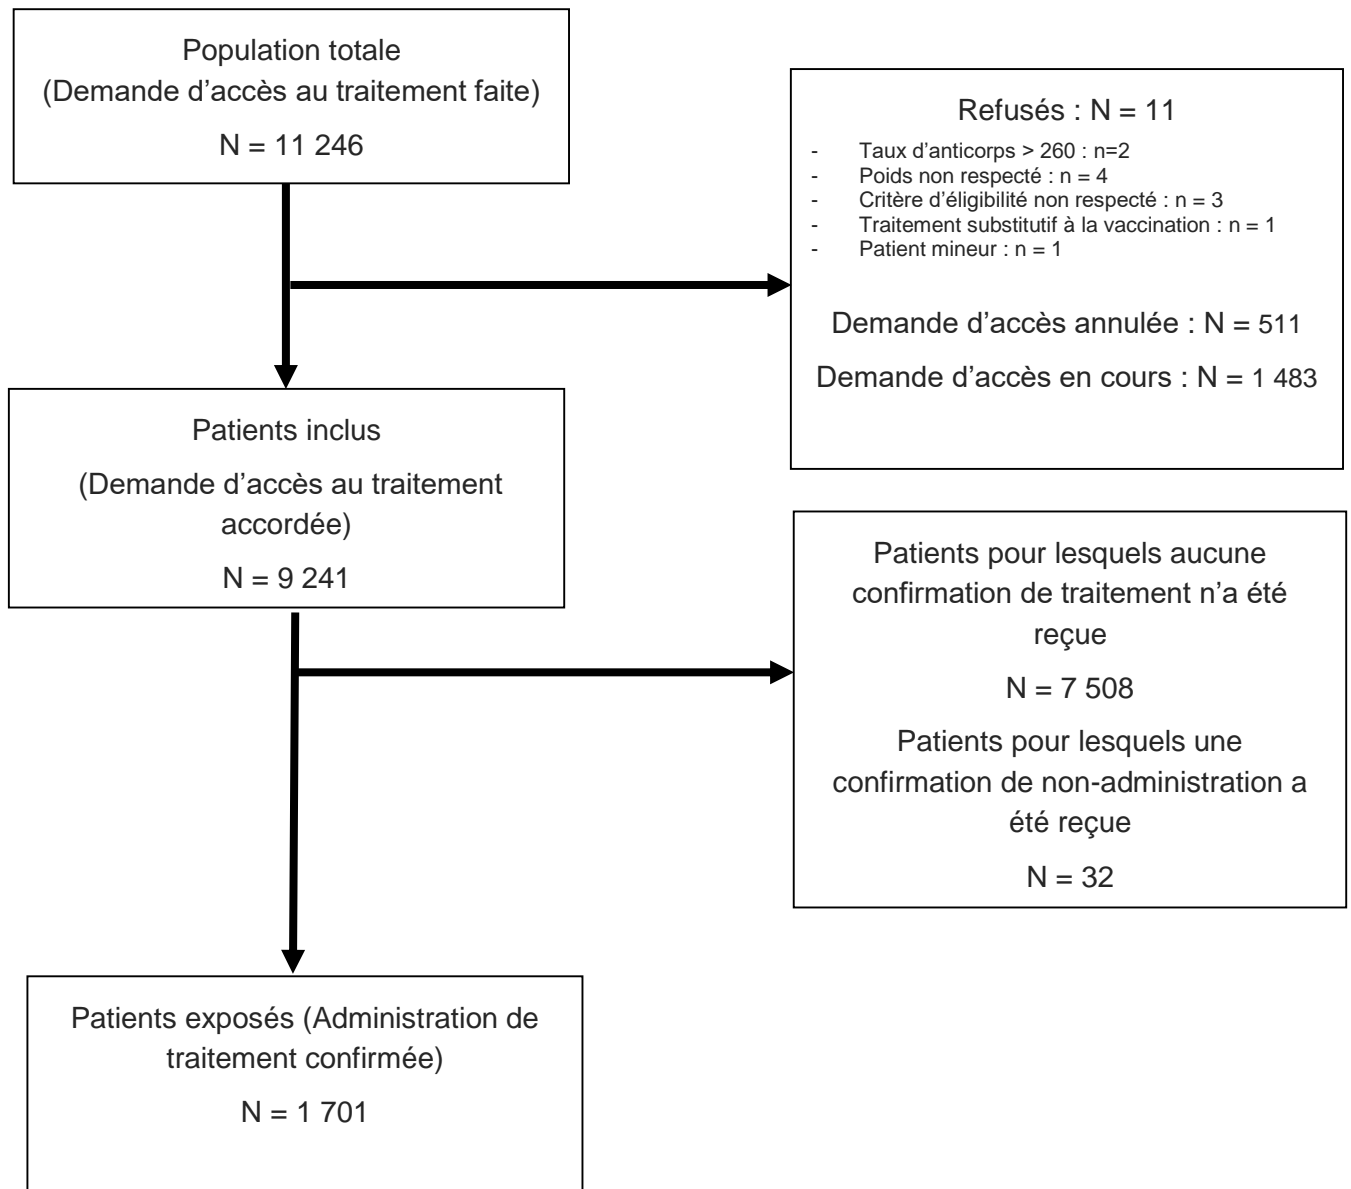 Population totale
(Demande d’accès au traitement faite)
N = 11 246
Refusés : N = 11
- Taux d’anticorps > 260 : n=2
- Poids non respecté : n = 4
- Critère d’éligibilité non respecté : n = 3
- Traitement substitutif à la vaccination : n = 1
- Patient mineur : n = 1
Demande d’accès annulée : N = 511
Demande d’accès en cours : N = 1 483
Patients inclus
(Demande d’accès au traitement
accordée)
N = 9 241
Patients pour lesquels aucune
confirmation de traitement n’a été
reçue
N = 7 508
Patients pour lesquels une
confirmation de non-administration a
été reçue
N = 32
Patients exposés (Administration de
traitement confirmée)
N = 1 701